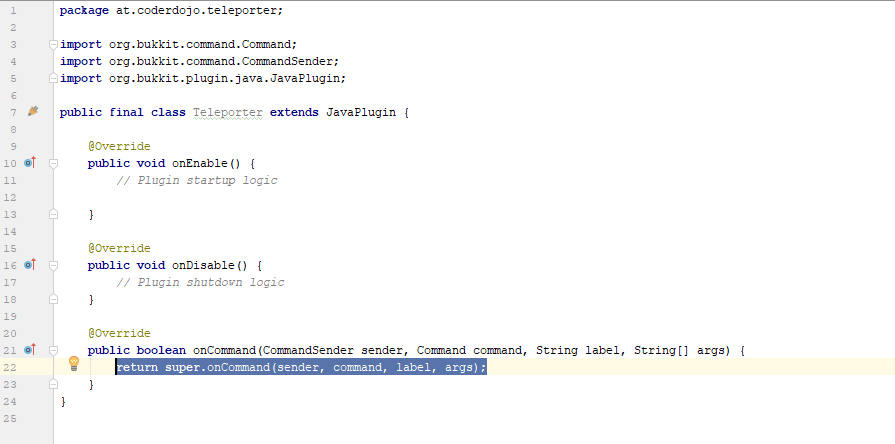 1 package at.coderdojo.teleporter;
2
3 import org.bukkit.command.Command;
4 import org.bukkit.command.CommandSender;
5 import org.bukkit.plugin.java.JavaPlugin;
6
7 public final class Teleporter extends JavaPlugin {
8
9     @Override
10     public void onEnable() {
11         // Plugin startup logic
12
13     }
14
15     @Override
16     public void onDisable() {
17         // Plugin shutdown logic
18     }
19
20     @Override
21     public boolean onCommand(CommandSender sender, Command command, String label, String[] args) {
22         return super.onCommand(sender, command, label, args);
23     }
24 }
25